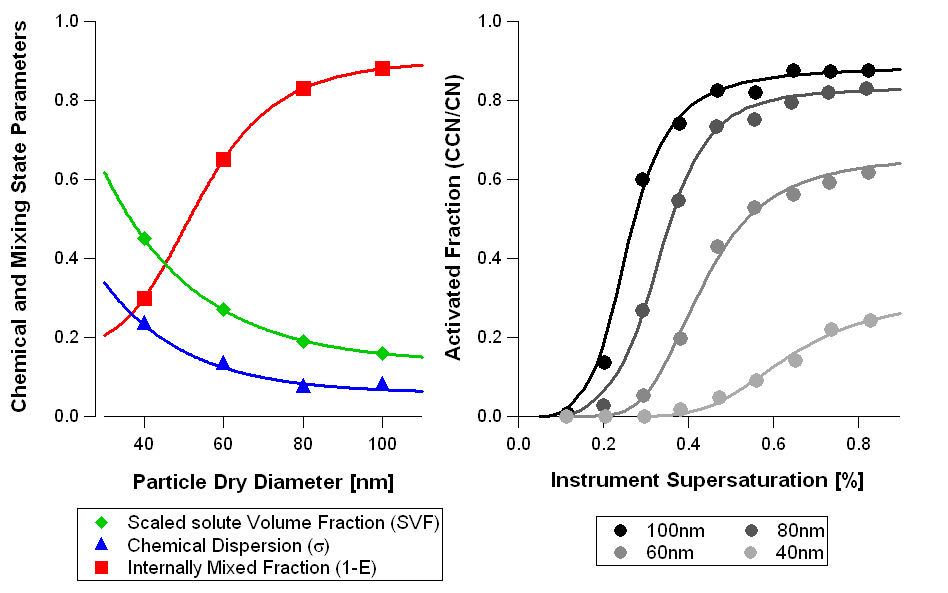 Chemical and Mixing State Parameters
1.0
0.8
0.6
0.4
0.2
0.0
40
60
80
100
Particle Dry Diameter [nm]
Scaled solute Volume Fraction (SVF)
Chemical Dispersion (σ)
Internally Mixed Fraction (1-E)
Activated Fraction (CCN/CN)
1.0
0.8
0.6
0.4
0.2
0.0
0.0
0.2
0.4
0.6
0.8
Instrument Supersaturation [%]
100nm
80nm
60nm
40nm